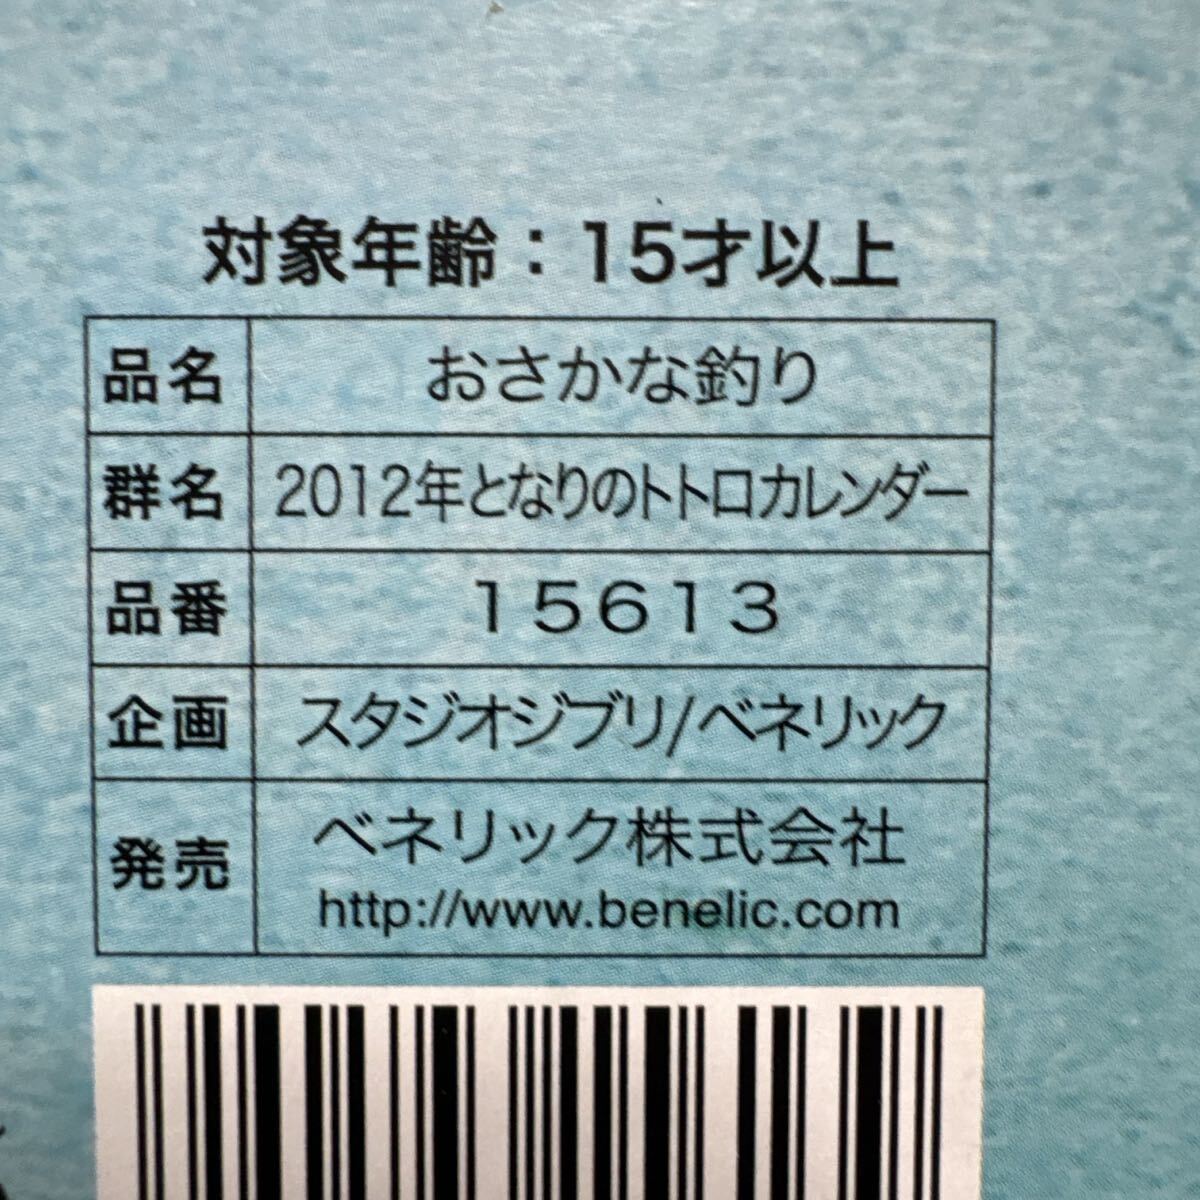 対象年齢：15才以上
品名 おさかな釣り
群名 2012年となりのトトロカレンダー
品番 15613
企画 スタジオジブリ/ベネリック
発売 ベネリック株式会社
http://www.benelic.com